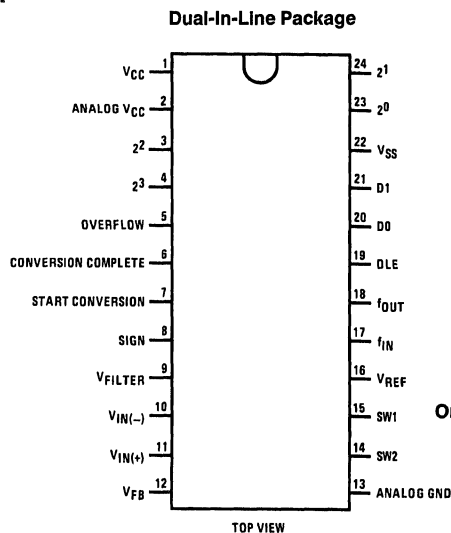 Dual-In-Line Package
VCC 1
ANALOG VCC 2
2² 3
2³ 4
OVERFLOW 5
CONVERSION COMPLETE 6
START CONVERSION 7
SIGN 8
VFILTER 9
VIN(–) 10
VIN(+) 11
VFB 12
24 2¹
23 2⁰
22 VSS
21 D1
20 D0
19 DLE
18 fOUT
17 fIN
16 VREF
15 SW1
14 SW2
13 ANALOG GND
TOP VIEW